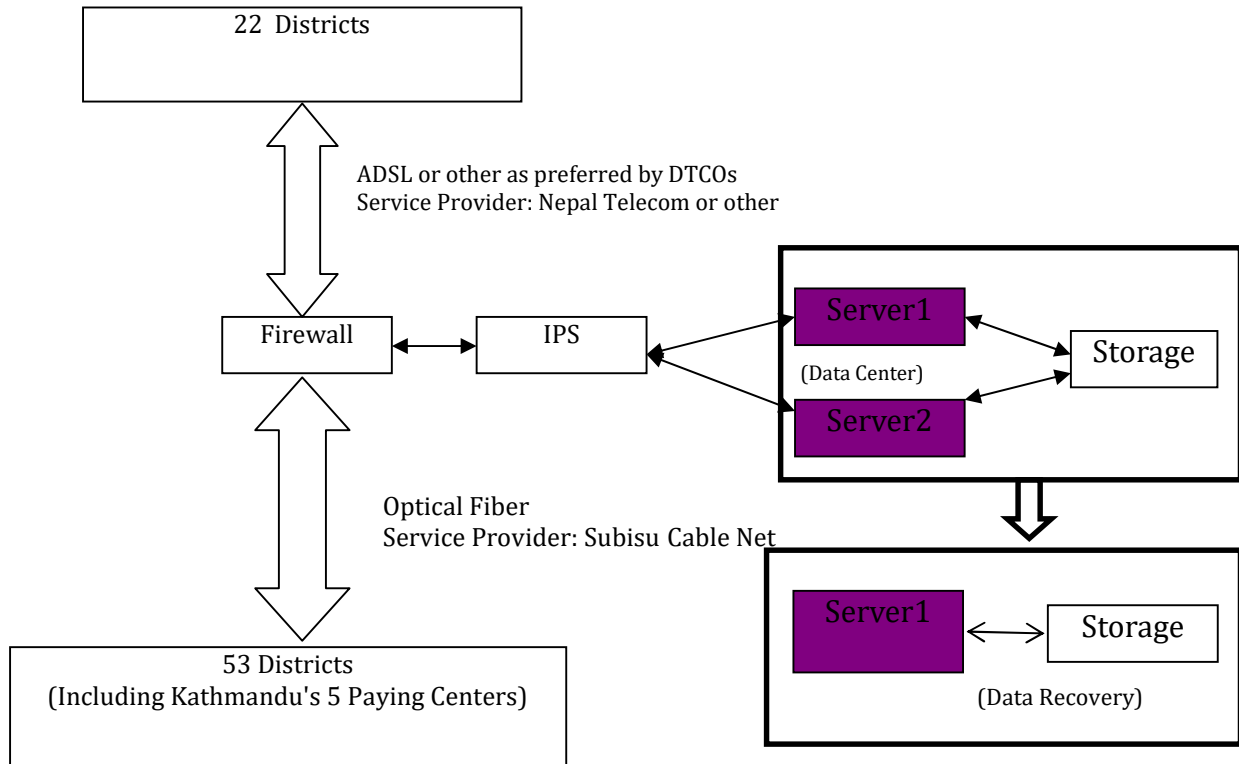 22 Districts
ADSL or other as preferred by DTCOs
Service Provider: Nepal Telecom or other
Firewall
IPS
Server1
(Data Center)
Server2
Storage
Optical Fiber
Service Provider: Subisu Cable Net
Server1
Storage
(Data Recovery)
53 Districts
(Including Kathmandu's 5 Paying Centers)